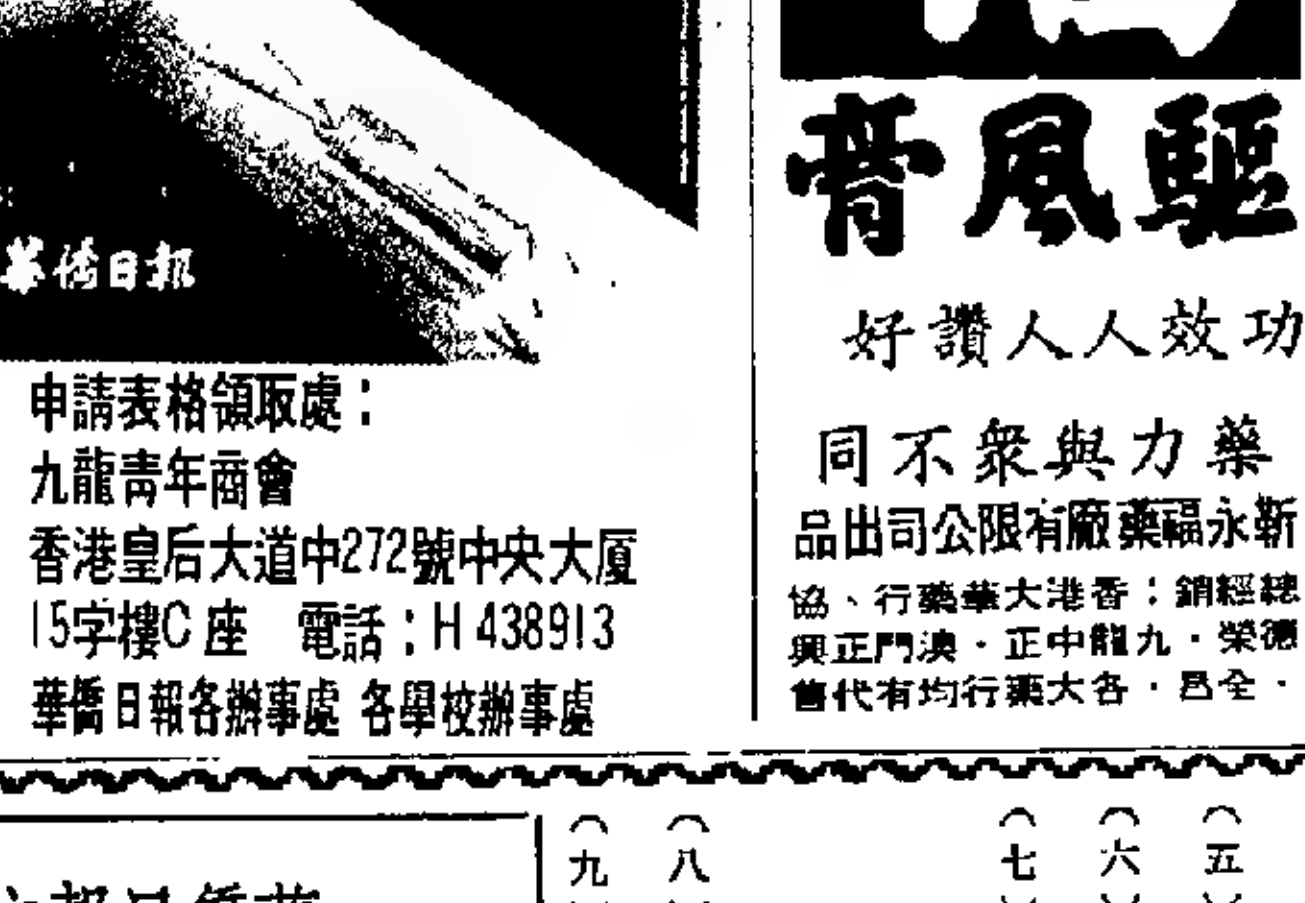 華僑日報
申請表格領取處：
九龍青年商會
香港皇后大道中272號中央大厦
15字樓C座 電話：H 438913
華僑日報各辦事處 各學校辦事處
驅風膏
功效人人讚好
藥力與衆不同
靳永福藥廠有限公司出品
總經銷：香港大華藥行、協
德榮・九龍中正・澳門正興
・全昌・各大藥行均有代售
（五）
（六）
（七）
（八）
（九）